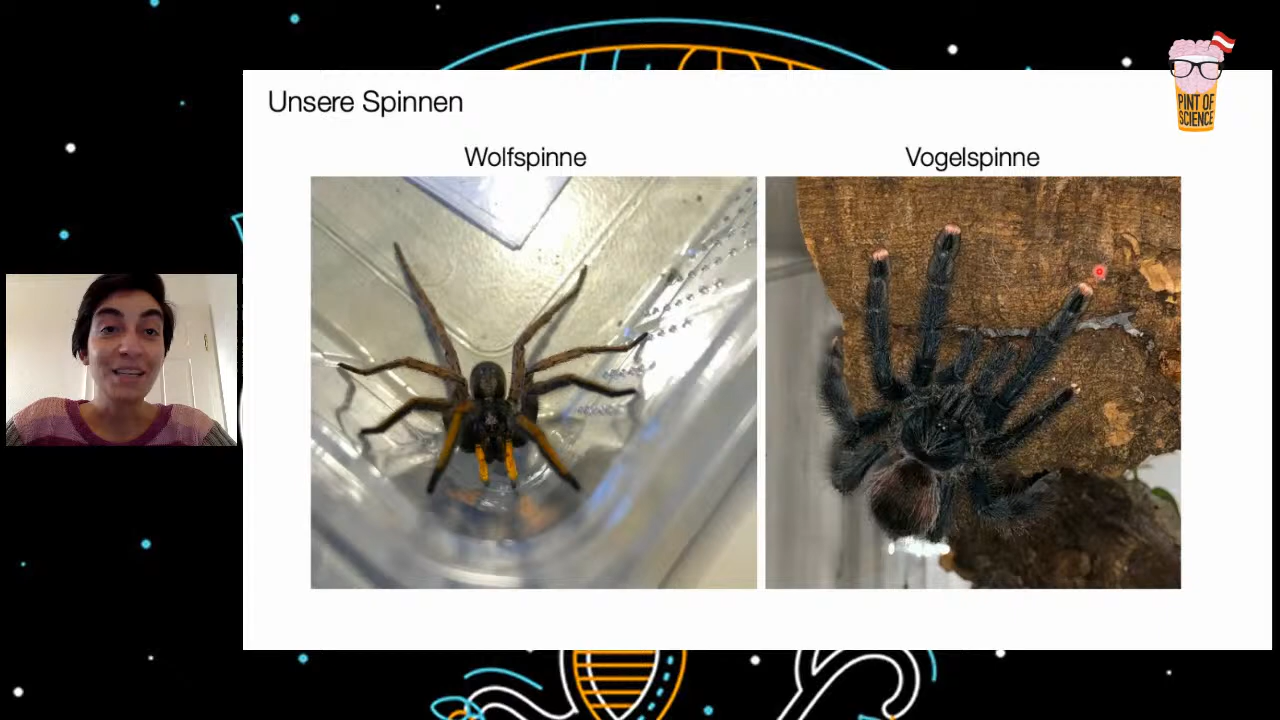 Unsere Spinnen
Wolfspinne
Vogelspinne
PINT OF
SCIENCE